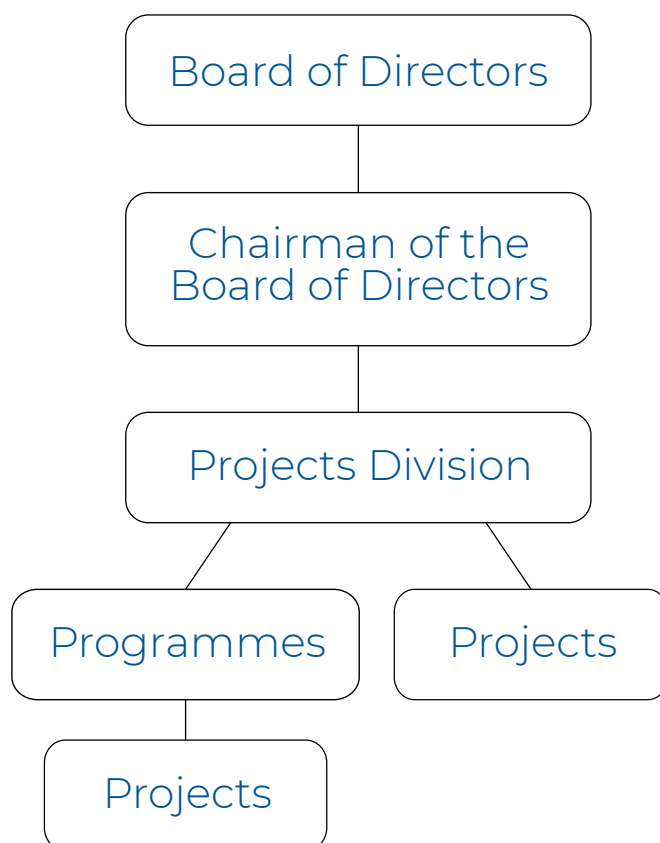 Board of Directors
Chairman of the
Board of Directors
Projects Division
Programmes
Projects
Projects